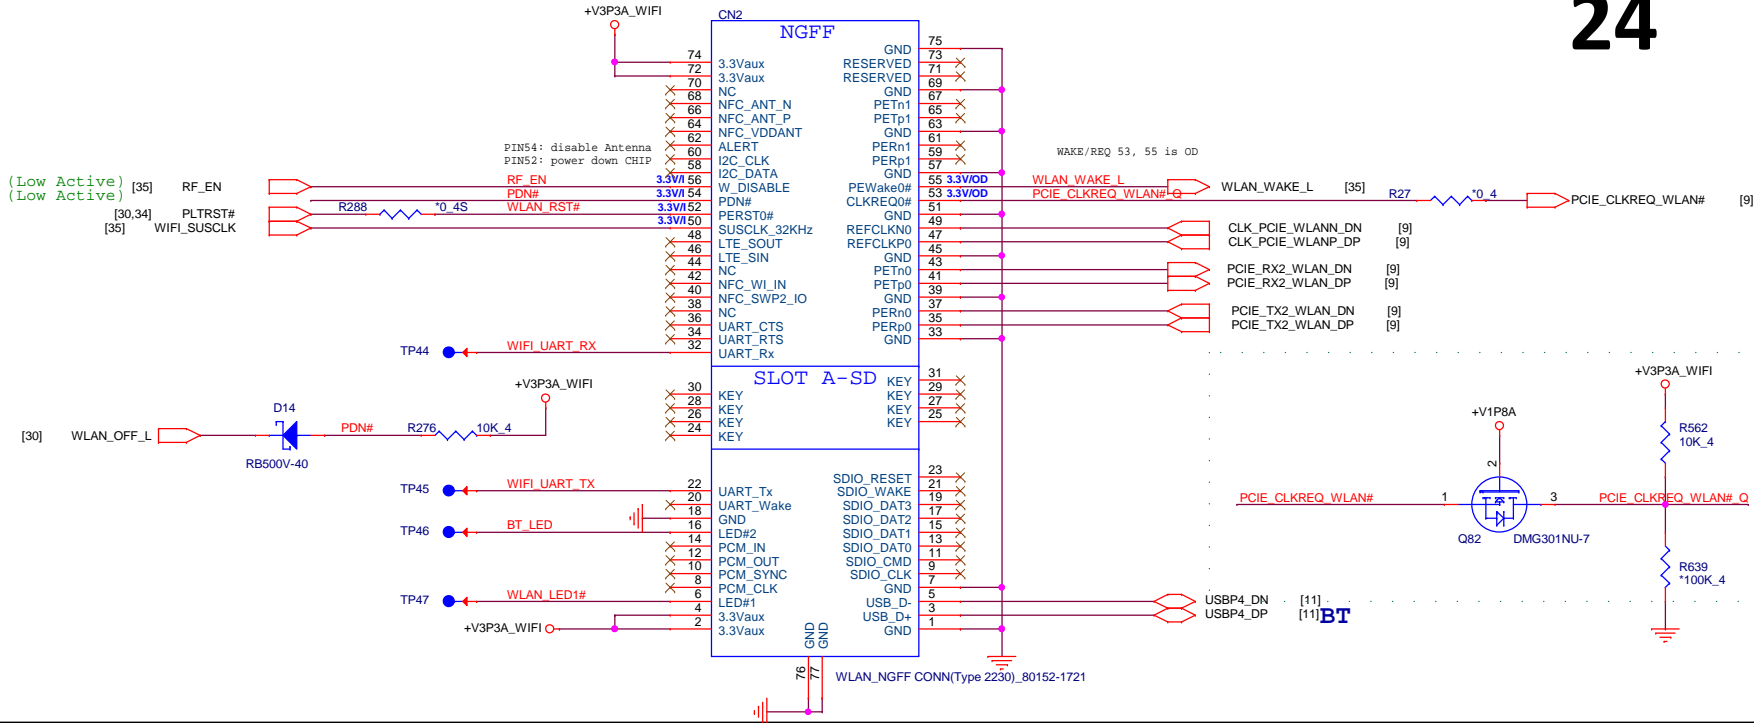 24
+V3P3A_WIFI
CN2
NGFF
74 3.3Vaux
72 3.3Vaux
70 NC
68 NFC_ANT_N
66 NFC_ANT_P
64 NFC_VDDANT
62 ALERT
60 I2C_CLK
58 I2C_DATA
56 W_DISABLE
54 PDN#
52 PERST0#
50 SUSCLK_32KHz
48 LTE_SOUT
46 LTE_SIN
44 NC
42 NFC_WI_IN
40 NFC_SWP2_IO
38 NC
36 UART_CTS
34 UART_RTS
32 UART_Rx
GND 75
RESERVED 73
RESERVED 71
GND 69
PETn1 67
PETp1 65
GND 63
PERn1 61
PERp1 59
GND 57
PEWake0# 55
CLKREQ0# 53
GND 51
REFCLKN0 49
REFCLKP0 47
GND 45
PETn0 43
PETp0 41
GND 39
PERn0 37
PERp0 35
GND 33
PIN54: disable Antenna
PIN52: power down CHIP
WAKE/REQ 53, 55 is OD
(Low Active) [35] RF_EN
(Low Active)
[30,34] PLTRST#
[35] WIFI_SUSCLK
RF_EN 3.3V/I
PDN# 3.3V/I
R288 *0_4S WLAN_RST# 3.3V/I
3.3V/I
3.3V/OD WLAN_WAKE_L
3.3V/OD PCIE_CLKREQ_WLAN#_Q
WLAN_WAKE_L [35]
R27 *0_4 PCIE_CLKREQ_WLAN# [9]
CLK_PCIE_WLANN_DN [9]
CLK_PCIE_WLANP_DP [9]
PCIE_RX2_WLAN_DN [9]
PCIE_RX2_WLAN_DP [9]
PCIE_TX2_WLAN_DN [9]
PCIE_TX2_WLAN_DP [9]
TP44 WIFI_UART_RX
SLOT A-SD
30 KEY
28 KEY
26 KEY
24 KEY
KEY 31
KEY 29
KEY 27
KEY 25
+V3P3A_WIFI
D14
[30] WLAN_OFF_L PDN# R276 10K_4
RB500V-40
+V3P3A_WIFI
+V1P8A
R562
10K_4
2
PCIE_CLKREQ_WLAN# 1 3 PCIE_CLKREQ_WLAN#_Q
Q82 DMG301NU-7
R639
*100K_4
TP45 WIFI_UART_TX
TP46 BT_LED
TP47 WLAN_LED1#
+V3P3A_WIFI
22 UART_Tx
20 UART_Wake
18 GND
16 LED#2
14 PCM_IN
12 PCM_OUT
10 PCM_SYNC
8 PCM_CLK
6 LED#1
4 3.3Vaux
2 3.3Vaux
SDIO_RESET 23
SDIO_WAKE 21
SDIO_DAT3 19
SDIO_DAT2 17
SDIO_DAT1 15
SDIO_DAT0 13
SDIO_CMD 11
SDIO_CLK 9
GND 7
USB_D- 5
USB_D+ 3
GND 1
USBP4_DN [11]
USBP4_DP [11] BT
GND 76
GND 77
WLAN_NGFF CONN(Type 2230)_80152-1721